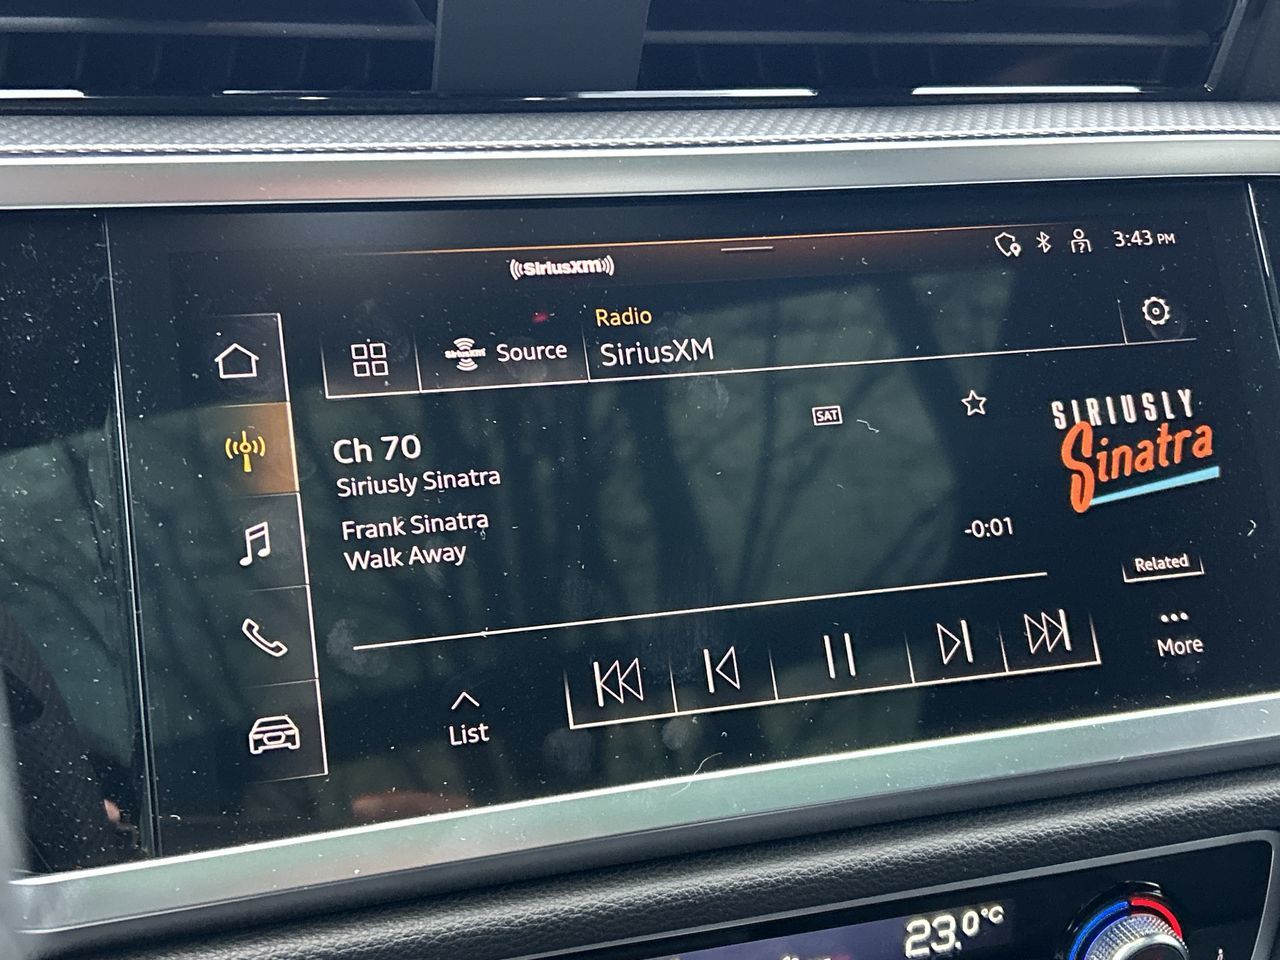 ((SiriusXM))
3:43 PM
SiriusXM
Source
Radio
SiriusXM
SAT
Ch 70
Siriusly Sinatra
SIRIUSLY
Sinatra
Frank Sinatra
Walk Away
-0:01
Related
More
List
23.0°C